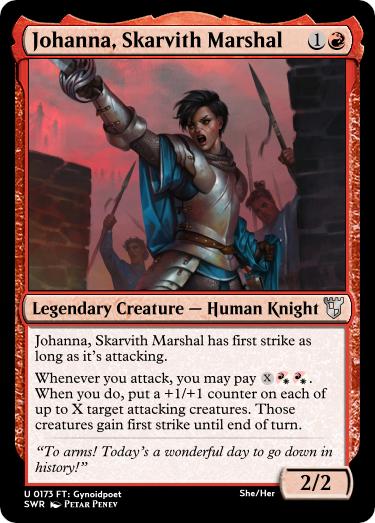 Johanna, Skarvith Marshal 1
Legendary Creature — Human Knight
Johanna, Skarvith Marshal has first strike as
long as it's attacking.
Whenever you attack, you may pay X.
When you do, put a +1/+1 counter on each of
up to X target attacking creatures. Those
creatures gain first strike until end of turn.
“To arms! Today's a wonderful day to go down in
history!”
2/2
U 0173 FT: Gynoidpoet She/Her
SWR Petar Penev